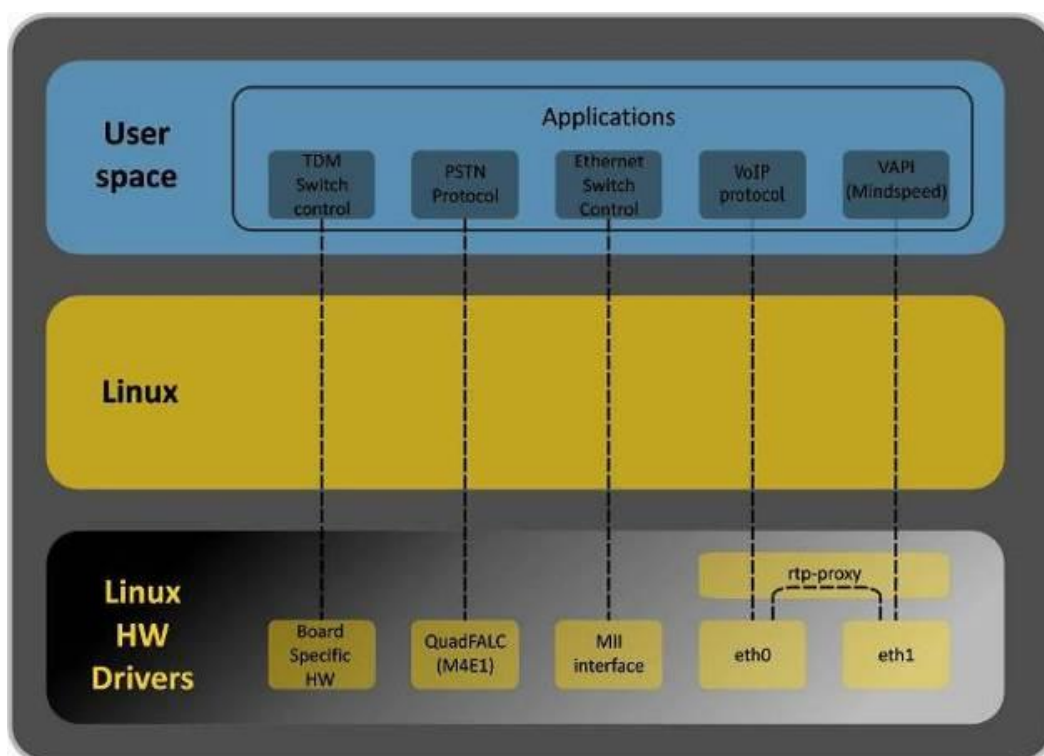 User
space
Applications
TDM
Switch
control
PSTN
Protocol
Ethernet
Switch
Control
VoIP
protocol
VAPI
(Mindspeed)
Linux
Linux
HW
Drivers
rtp-proxy
Board
Specific
HW
QuadFALC
(M4E1)
MII
interface
eth0
eth1